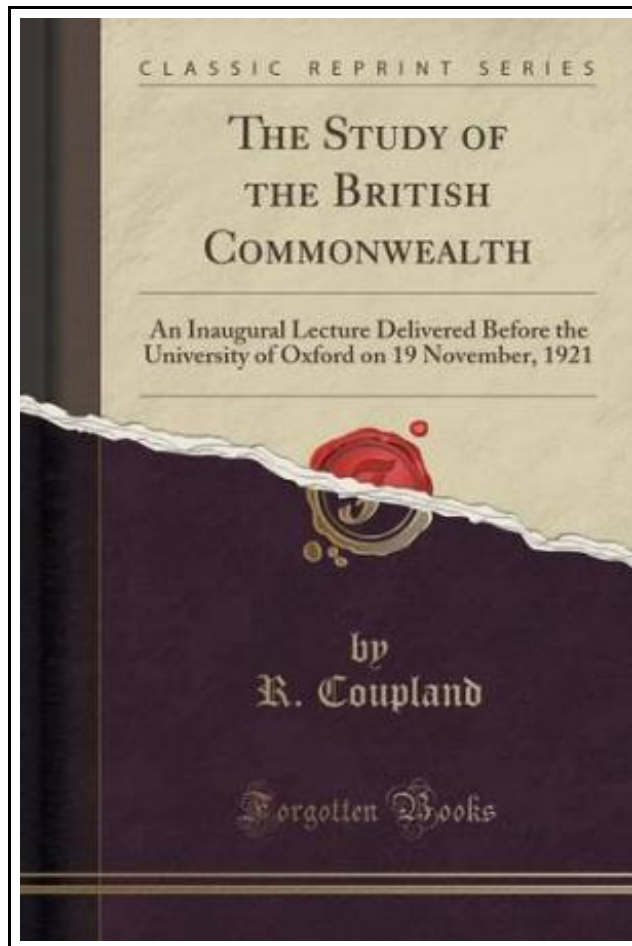 CLASSIC REPRINT SERIES
THE STUDY OF
THE BRITISH
COMMONWEALTH
An Inaugural Lecture Delivered Before the
University of Oxford on 19 November, 1921
F
by
R. Coupland
Forgotten Books